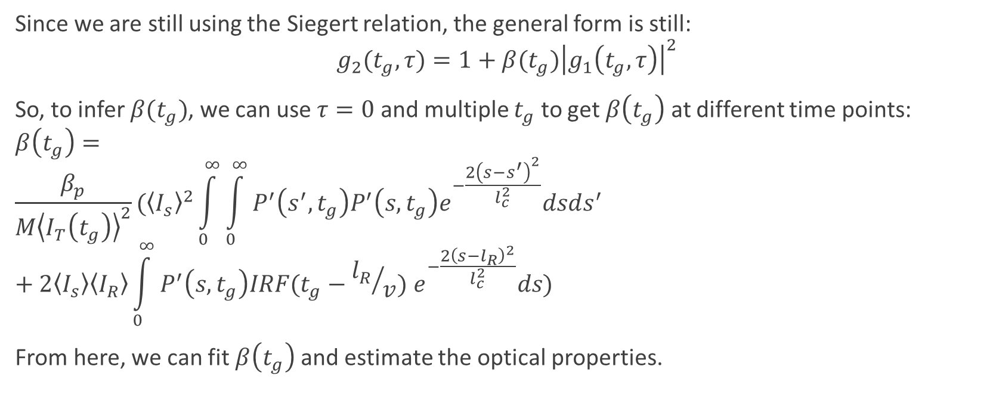 Since we are still using the Siegert relation, the general form is still:
g₂(t_g, τ) = 1 + β(t_g)|g₁(t_g, τ)|²
So, to infer β(t_g), we can use τ = 0 and multiple t_g to get β(t_g) at different time points:
β(t_g) =
β_p / M⟨I_T(t_g)⟩² (⟨I_s⟩² ∫₀^∞ ∫₀^∞ P′(s′, t_g)P′(s, t_g)e^(−2(s−s′)²/l_c²) dsds′
+ 2⟨I_s⟩⟨I_R⟩ ∫₀^∞ P′(s, t_g)IRF(t_g − l_R/v) e^(−2(s−l_R)²/l_c²) ds)
From here, we can fit β(t_g) and estimate the optical properties.